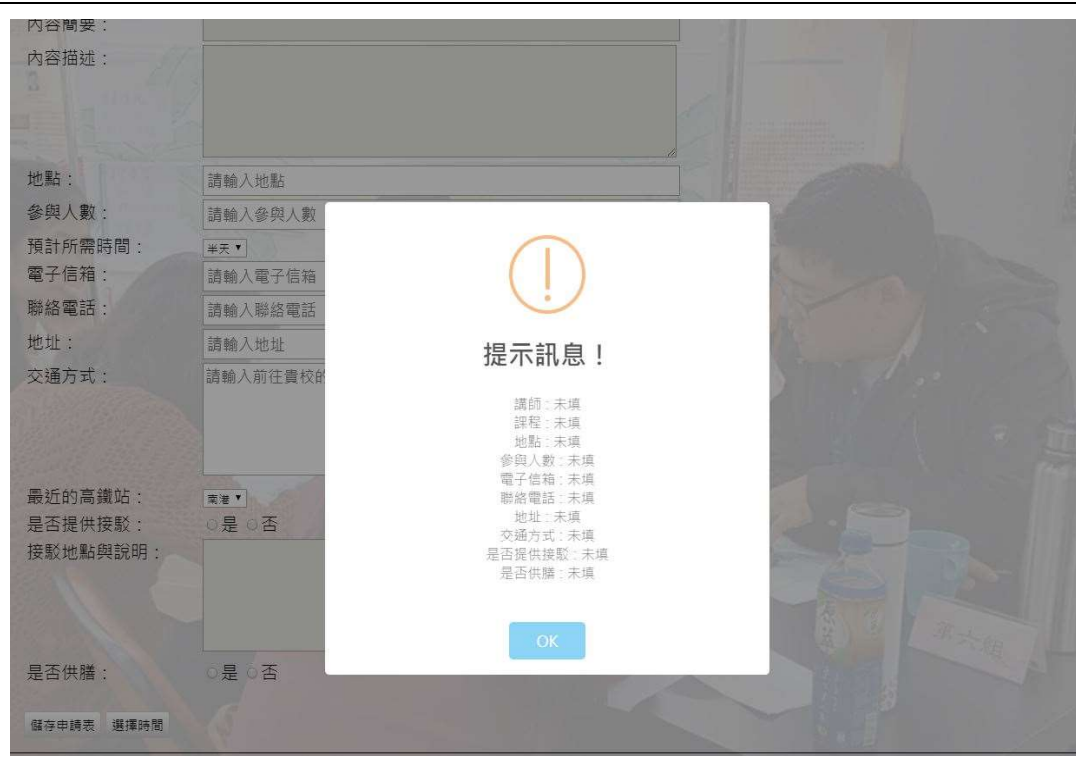 內容簡要：
內容描述：
地點：
請輸入地點
參與人數：
請輸入參與人數
預計所需時間：
半天
電子信箱：
請輸入電子信箱
聯絡電話：
請輸入聯絡電話
地址：
請輸入地址
交通方式：
請輸入前往貴校的
最近的高鐵站：
南港
是否提供接駁：
是 否
接駁地點與說明：
是否供膳：
是 否
儲存申請表 選擇時間
提示訊息！
講師：未填
課程：未填
地點：未填
參與人數：未填
電子信箱：未填
聯絡電話：未填
地址：未填
交通方式：未填
是否提供接駁：未填
是否供膳：未填
OK
第六組